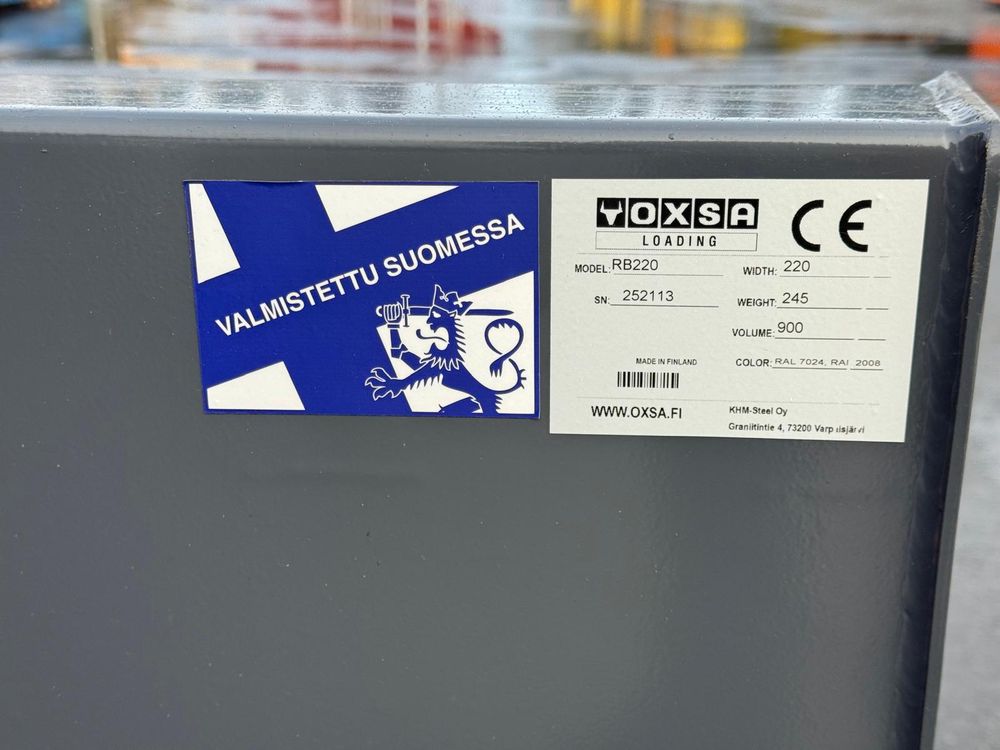 VALMISTETTU SUOMESSA
OXSA
LOADING
CE
MODEL: RB220
WIDTH: 220
SN: 252113
WEIGHT: 245
VOLUME: 900
MADE IN FINLAND
COLOR: RAL 7024, RAL 2008
WWW.OXSA.FI
KHM-Steel Oy
Graniitintie 4, 73200 Varpaisjärvi